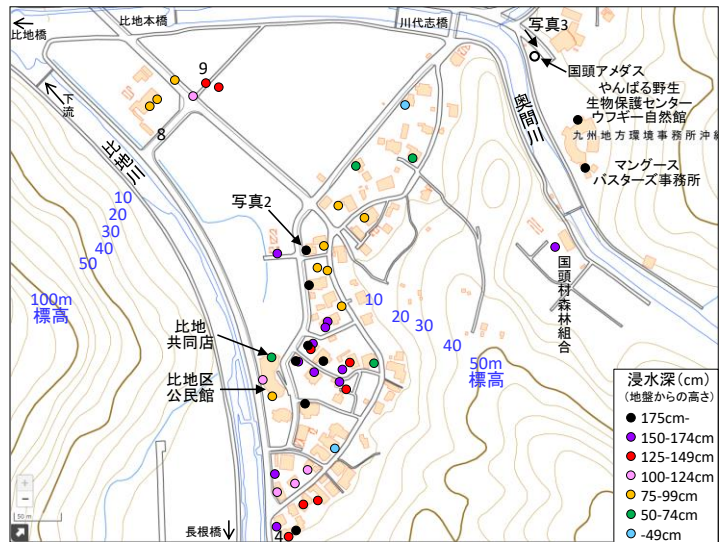 比地本橋
川代志橋
比地橋
写真3
国頭アメダス
やんばる野生
生物保護センター
ウフギー自然館
九州地方環境事務所沖縄
マングース
バスターズ事務所
奥間川
9
8
下流
比地川
10
20
30
40
50
100m
標高
写真2
国頭村森林組合
10
20
30
40
50m
標高
比地
共同店
比地区
公民館
4
長根橋
50 m
浸水深(cm)
(地盤からの高さ)
175cm-
150-174cm
125-149cm
100-124cm
75-99cm
50-74cm
-49cm